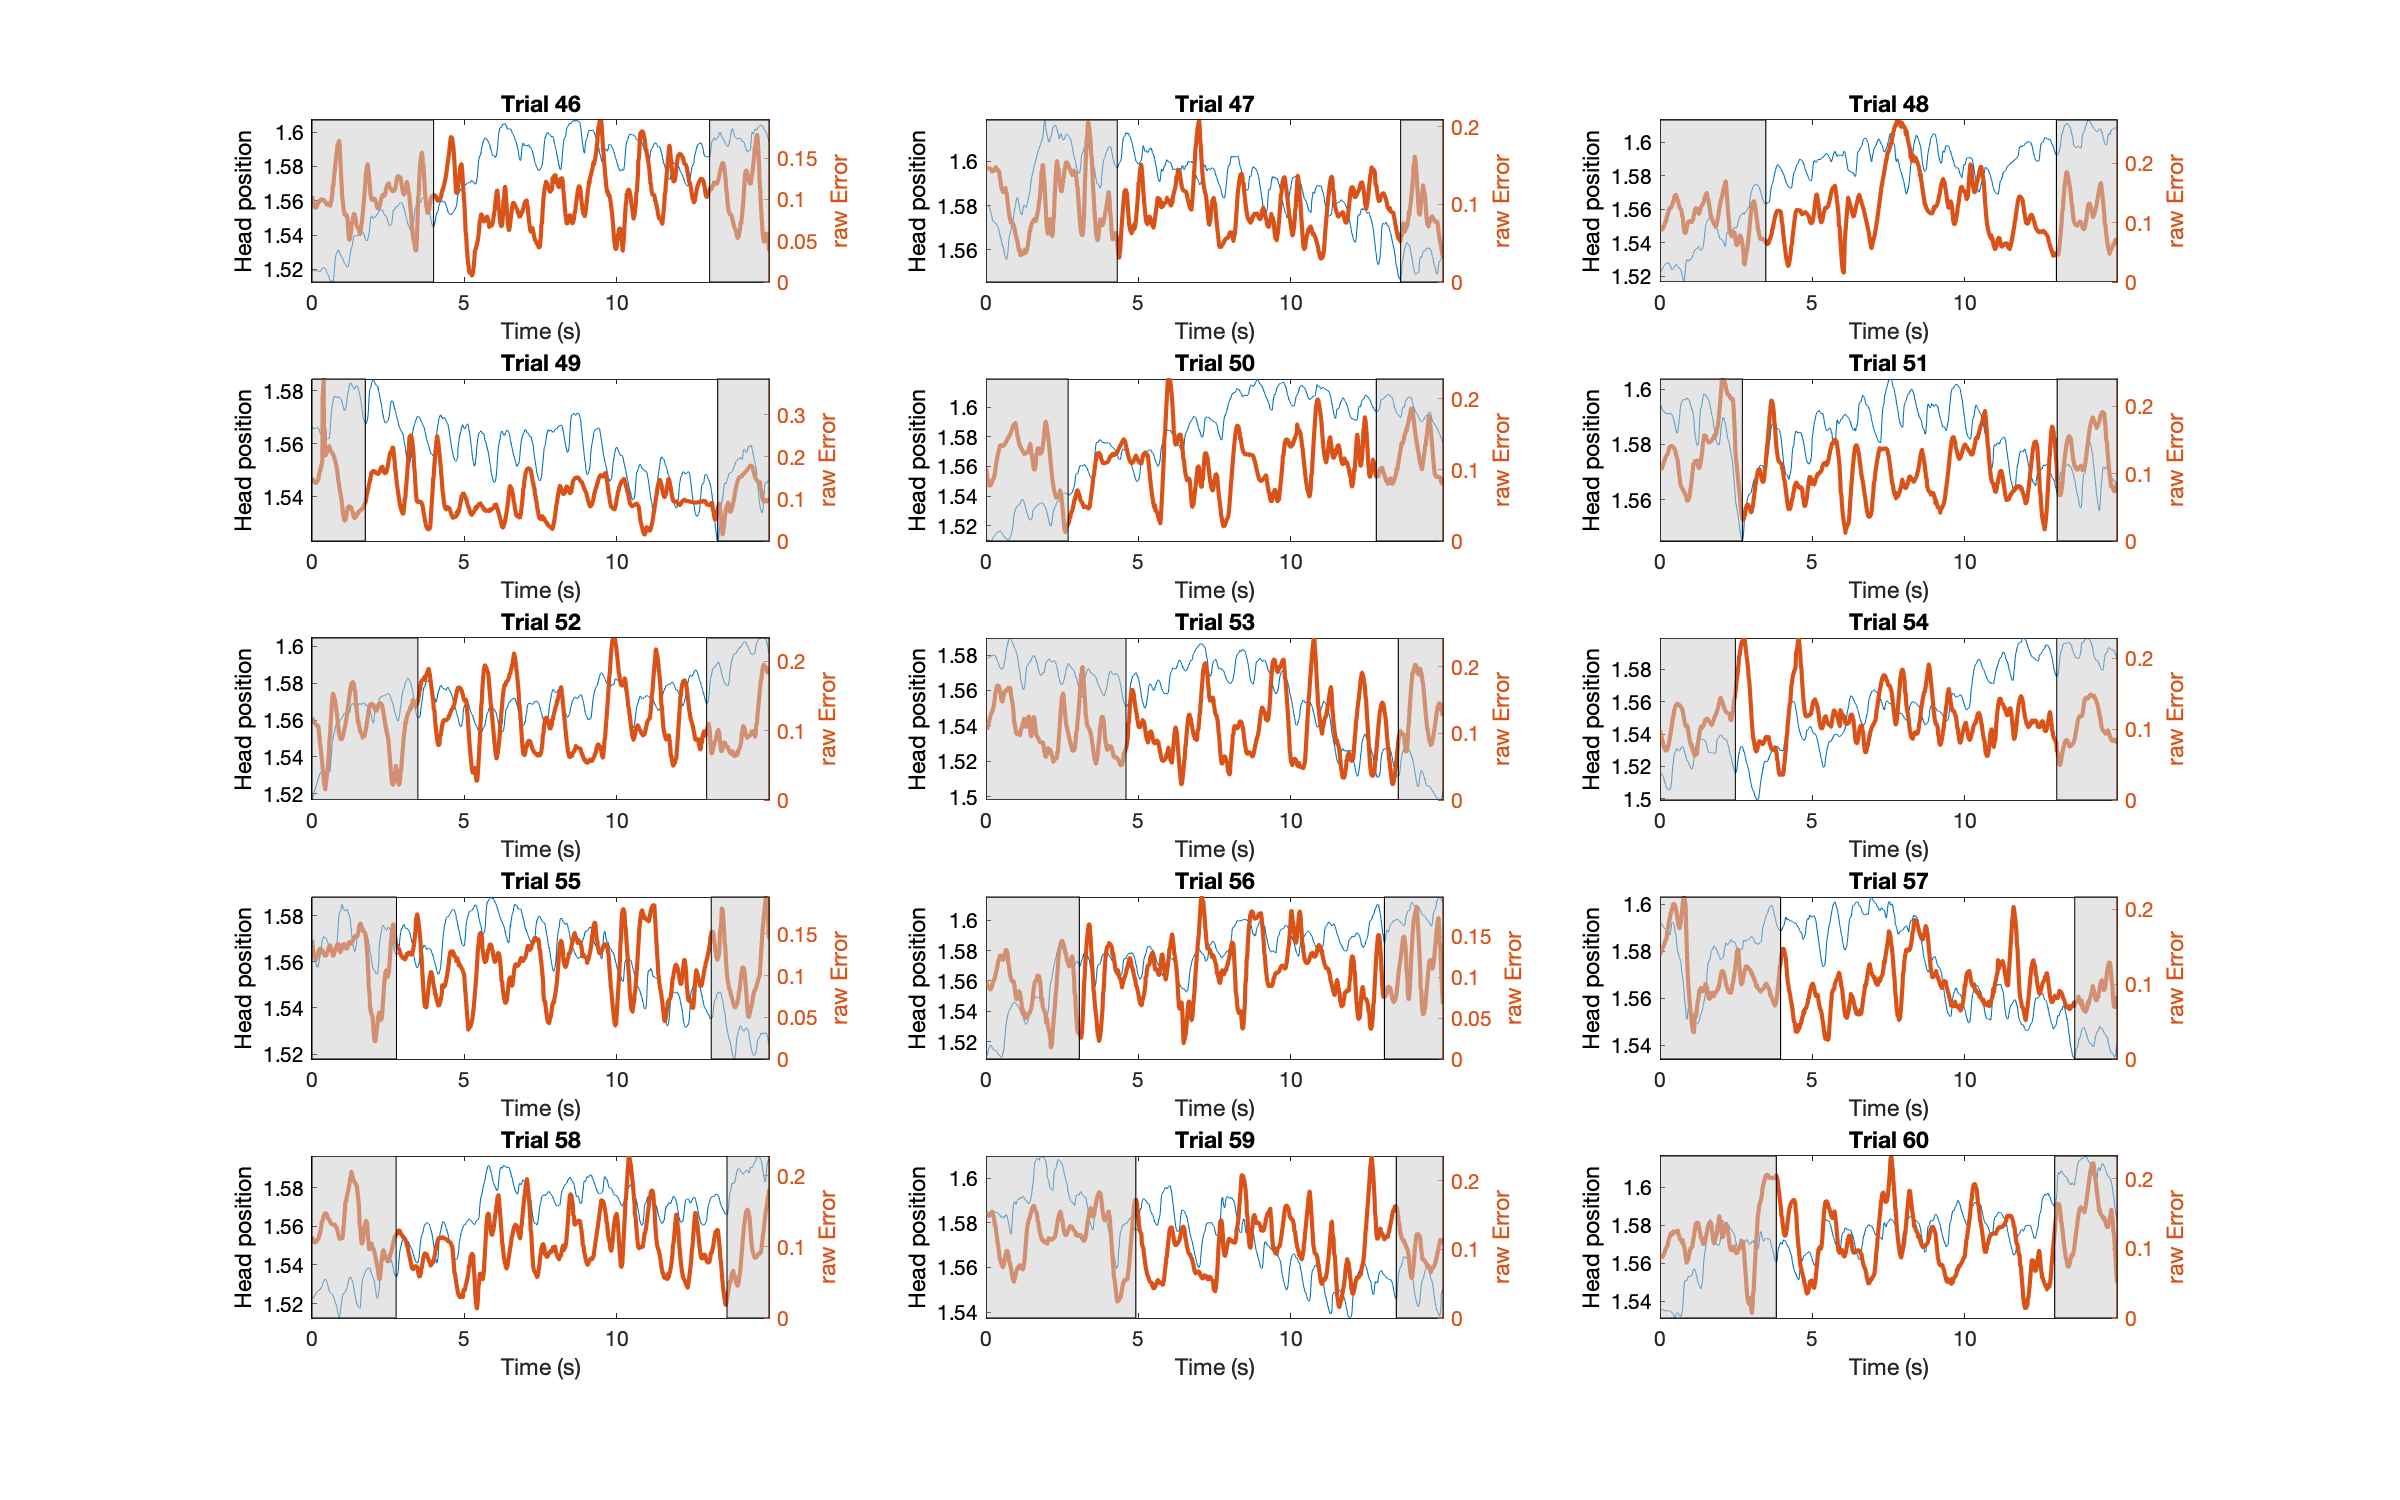 Trial 46
Head position
1.6
1.58
1.56
1.54
1.52
0.15
0.1
0.05
0
raw Error
0 5 10
Time (s)
Trial 47
Head position
1.6
1.58
1.56
0.2
0.1
0
raw Error
0 5 10
Time (s)
Trial 48
Head position
1.6
1.58
1.56
1.54
1.52
0.2
0.1
0
raw Error
0 5 10
Time (s)
Trial 49
Head position
1.58
1.56
1.54
0.3
0.2
0.1
0
raw Error
0 5 10
Time (s)
Trial 50
Head position
1.6
1.58
1.56
1.54
1.52
0.2
0.1
0
raw Error
0 5 10
Time (s)
Trial 51
Head position
1.6
1.58
1.56
0.2
0.1
0
raw Error
0 5 10
Time (s)
Trial 52
Head position
1.6
1.58
1.56
1.54
1.52
0.2
0.1
0
raw Error
0 5 10
Time (s)
Trial 53
Head position
1.58
1.56
1.54
1.52
1.5
0.2
0.1
0
raw Error
0 5 10
Time (s)
Trial 54
Head position
1.58
1.56
1.54
1.52
1.5
0.2
0.1
0
raw Error
0 5 10
Time (s)
Trial 55
Head position
1.58
1.56
1.54
1.52
0.15
0.1
0.05
0
raw Error
0 5 10
Time (s)
Trial 56
Head position
1.6
1.58
1.56
1.54
1.52
0.15
0.1
0.05
0
raw Error
0 5 10
Time (s)
Trial 57
Head position
1.6
1.58
1.56
1.54
0.2
0.1
0
raw Error
0 5 10
Time (s)
Trial 58
Head position
1.58
1.56
1.54
1.52
0.2
0.1
0
raw Error
0 5 10
Time (s)
Trial 59
Head position
1.6
1.58
1.56
1.54
0.2
0.1
0
raw Error
0 5 10
Time (s)
Trial 60
Head position
1.6
1.58
1.56
1.54
0.2
0.1
0
raw Error
0 5 10
Time (s)